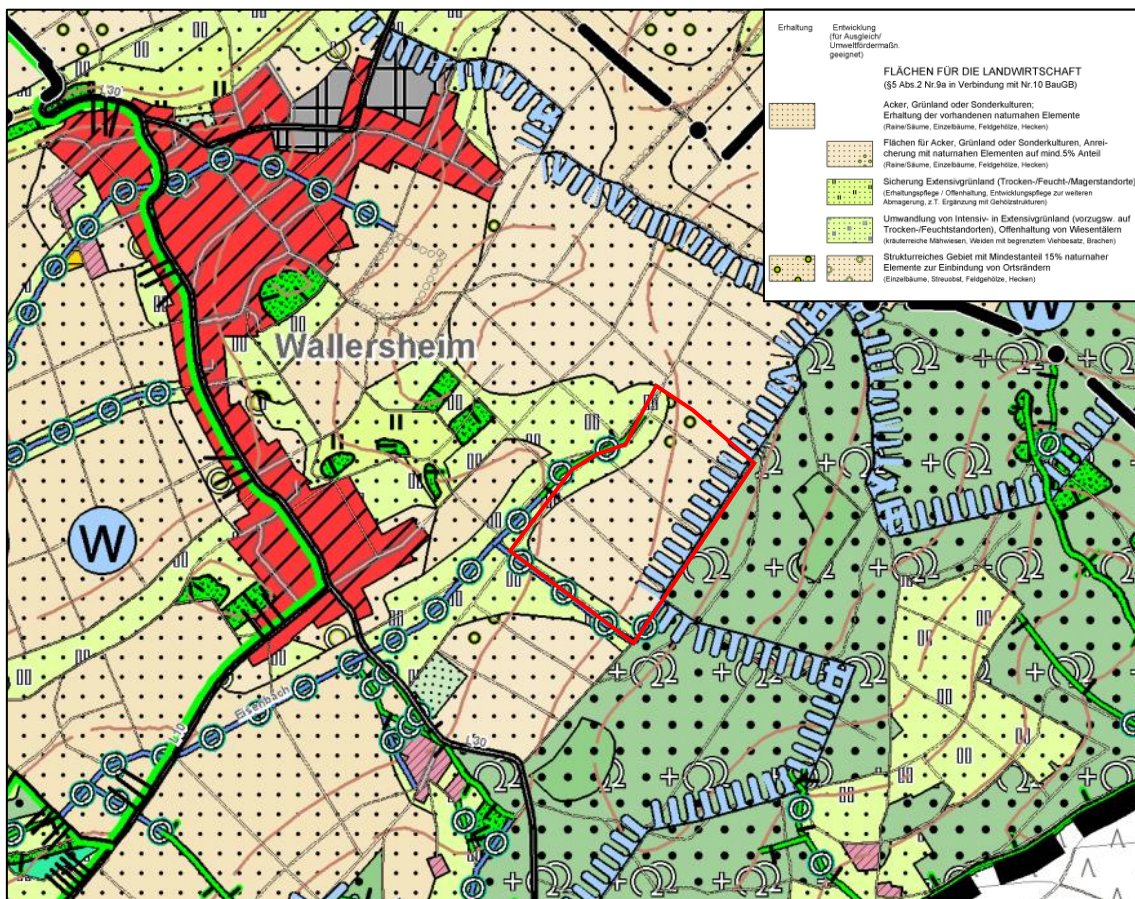 Erhaltung
Entwicklung
(für Ausgleich/
Umweltfördermaßn.
geeignet)
FLÄCHEN FÜR DIE LANDWIRTSCHAFT
(§5 Abs.2 Nr.9a in Verbindung mit Nr.10 BauGB)
Acker, Grünland oder Sonderkulturen;
Erhaltung der vorhandenen naturnahen Elemente
(Raine/Säume, Einzelbäume, Feldgehölze, Hecken)
Flächen für Acker, Grünland oder Sonderkulturen, Anrei-
cherung mit naturnahen Elementen auf mind.5% Anteil
(Raine/Säume, Einzelbäume, Feldgehölze, Hecken)
Sicherung Extensivgrünland (Trocken-/Feucht-/Magerstandorte)
(Erhaltungspflege / Offenhaltung, Entwicklungspflege zur weiteren
Abmagerung, z.T. Ergänzung mit Gehölzstrukturen)
Umwandlung von Intensiv- in Extensivgrünland (vorzugsw. auf
Trocken-/Feuchtstandorten), Offenhaltung von Wiesentälern
(kräuterreiche Mähwiesen, Weiden mit begrenztem Viehbesatz, Brachen)
Strukturreiches Gebiet mit Mindestanteil 15% naturnaher
Elemente zur Einbindung von Ortsrändern
(Einzelbäume, Streuobst, Feldgehölze, Hecken)
L30
W
Wallersheim
W
Eisenbach
L10
L30